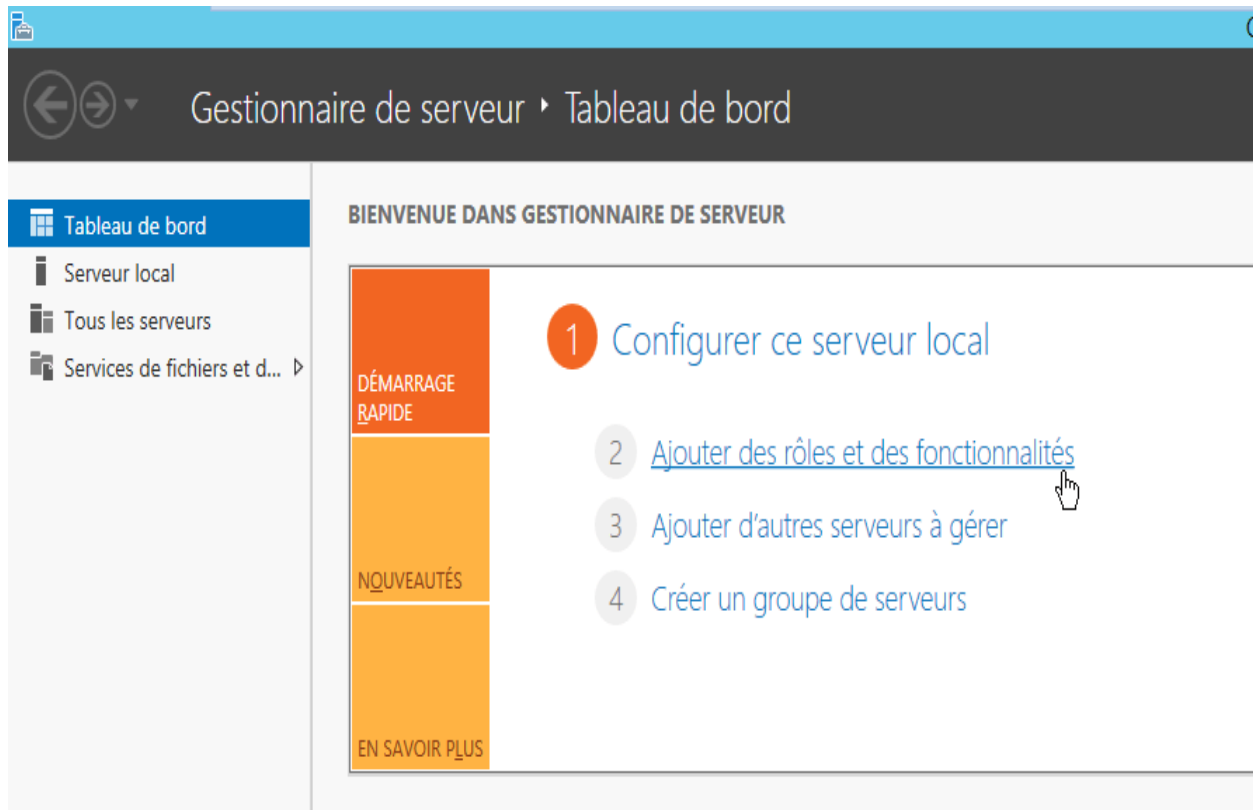 Gestionnaire de serveur ‣ Tableau de bord
Tableau de bord
Serveur local
Tous les serveurs
Services de fichiers et d...
BIENVENUE DANS GESTIONNAIRE DE SERVEUR
DÉMARRAGE
RAPIDE
NOUVEAUTÉS
EN SAVOIR PLUS
1 Configurer ce serveur local
2 Ajouter des rôles et des fonctionnalités
3 Ajouter d’autres serveurs à gérer
4 Créer un groupe de serveurs